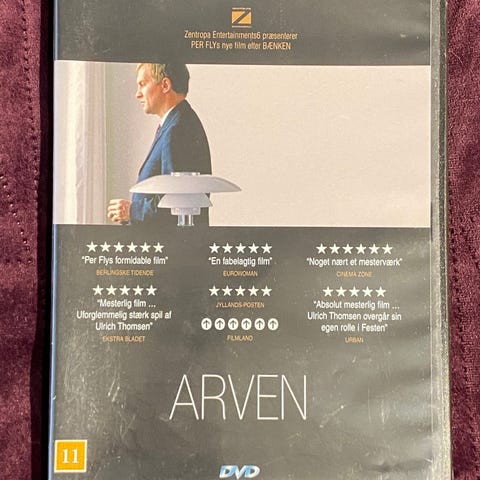 Z
Zentropa Entertainments6 præsenterer
PER FLYs nye film efter BÆNKEN
"Per Flys formidable film"
BERLINGSKE TIDENDE
"En fabelagtig film"
EUROWOMAN
"Noget nært et mesterværk"
CINEMA ZONE
"Mesterlig film ...
Uforglemmelig stærk spil af
Ulrich Thomsen"
EKSTRA BLADET
JYLLANDS-POSTEN
FILMLAND
"Absolut mesterlig film ...
Ulrich Thomsen overgår sin
egen rolle i Festen"
URBAN
ARVEN
11
DVD